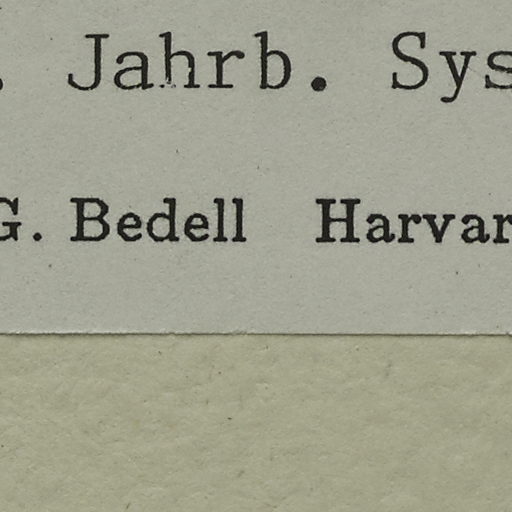 . Jahrb. Sys
G. Bedell Harvar